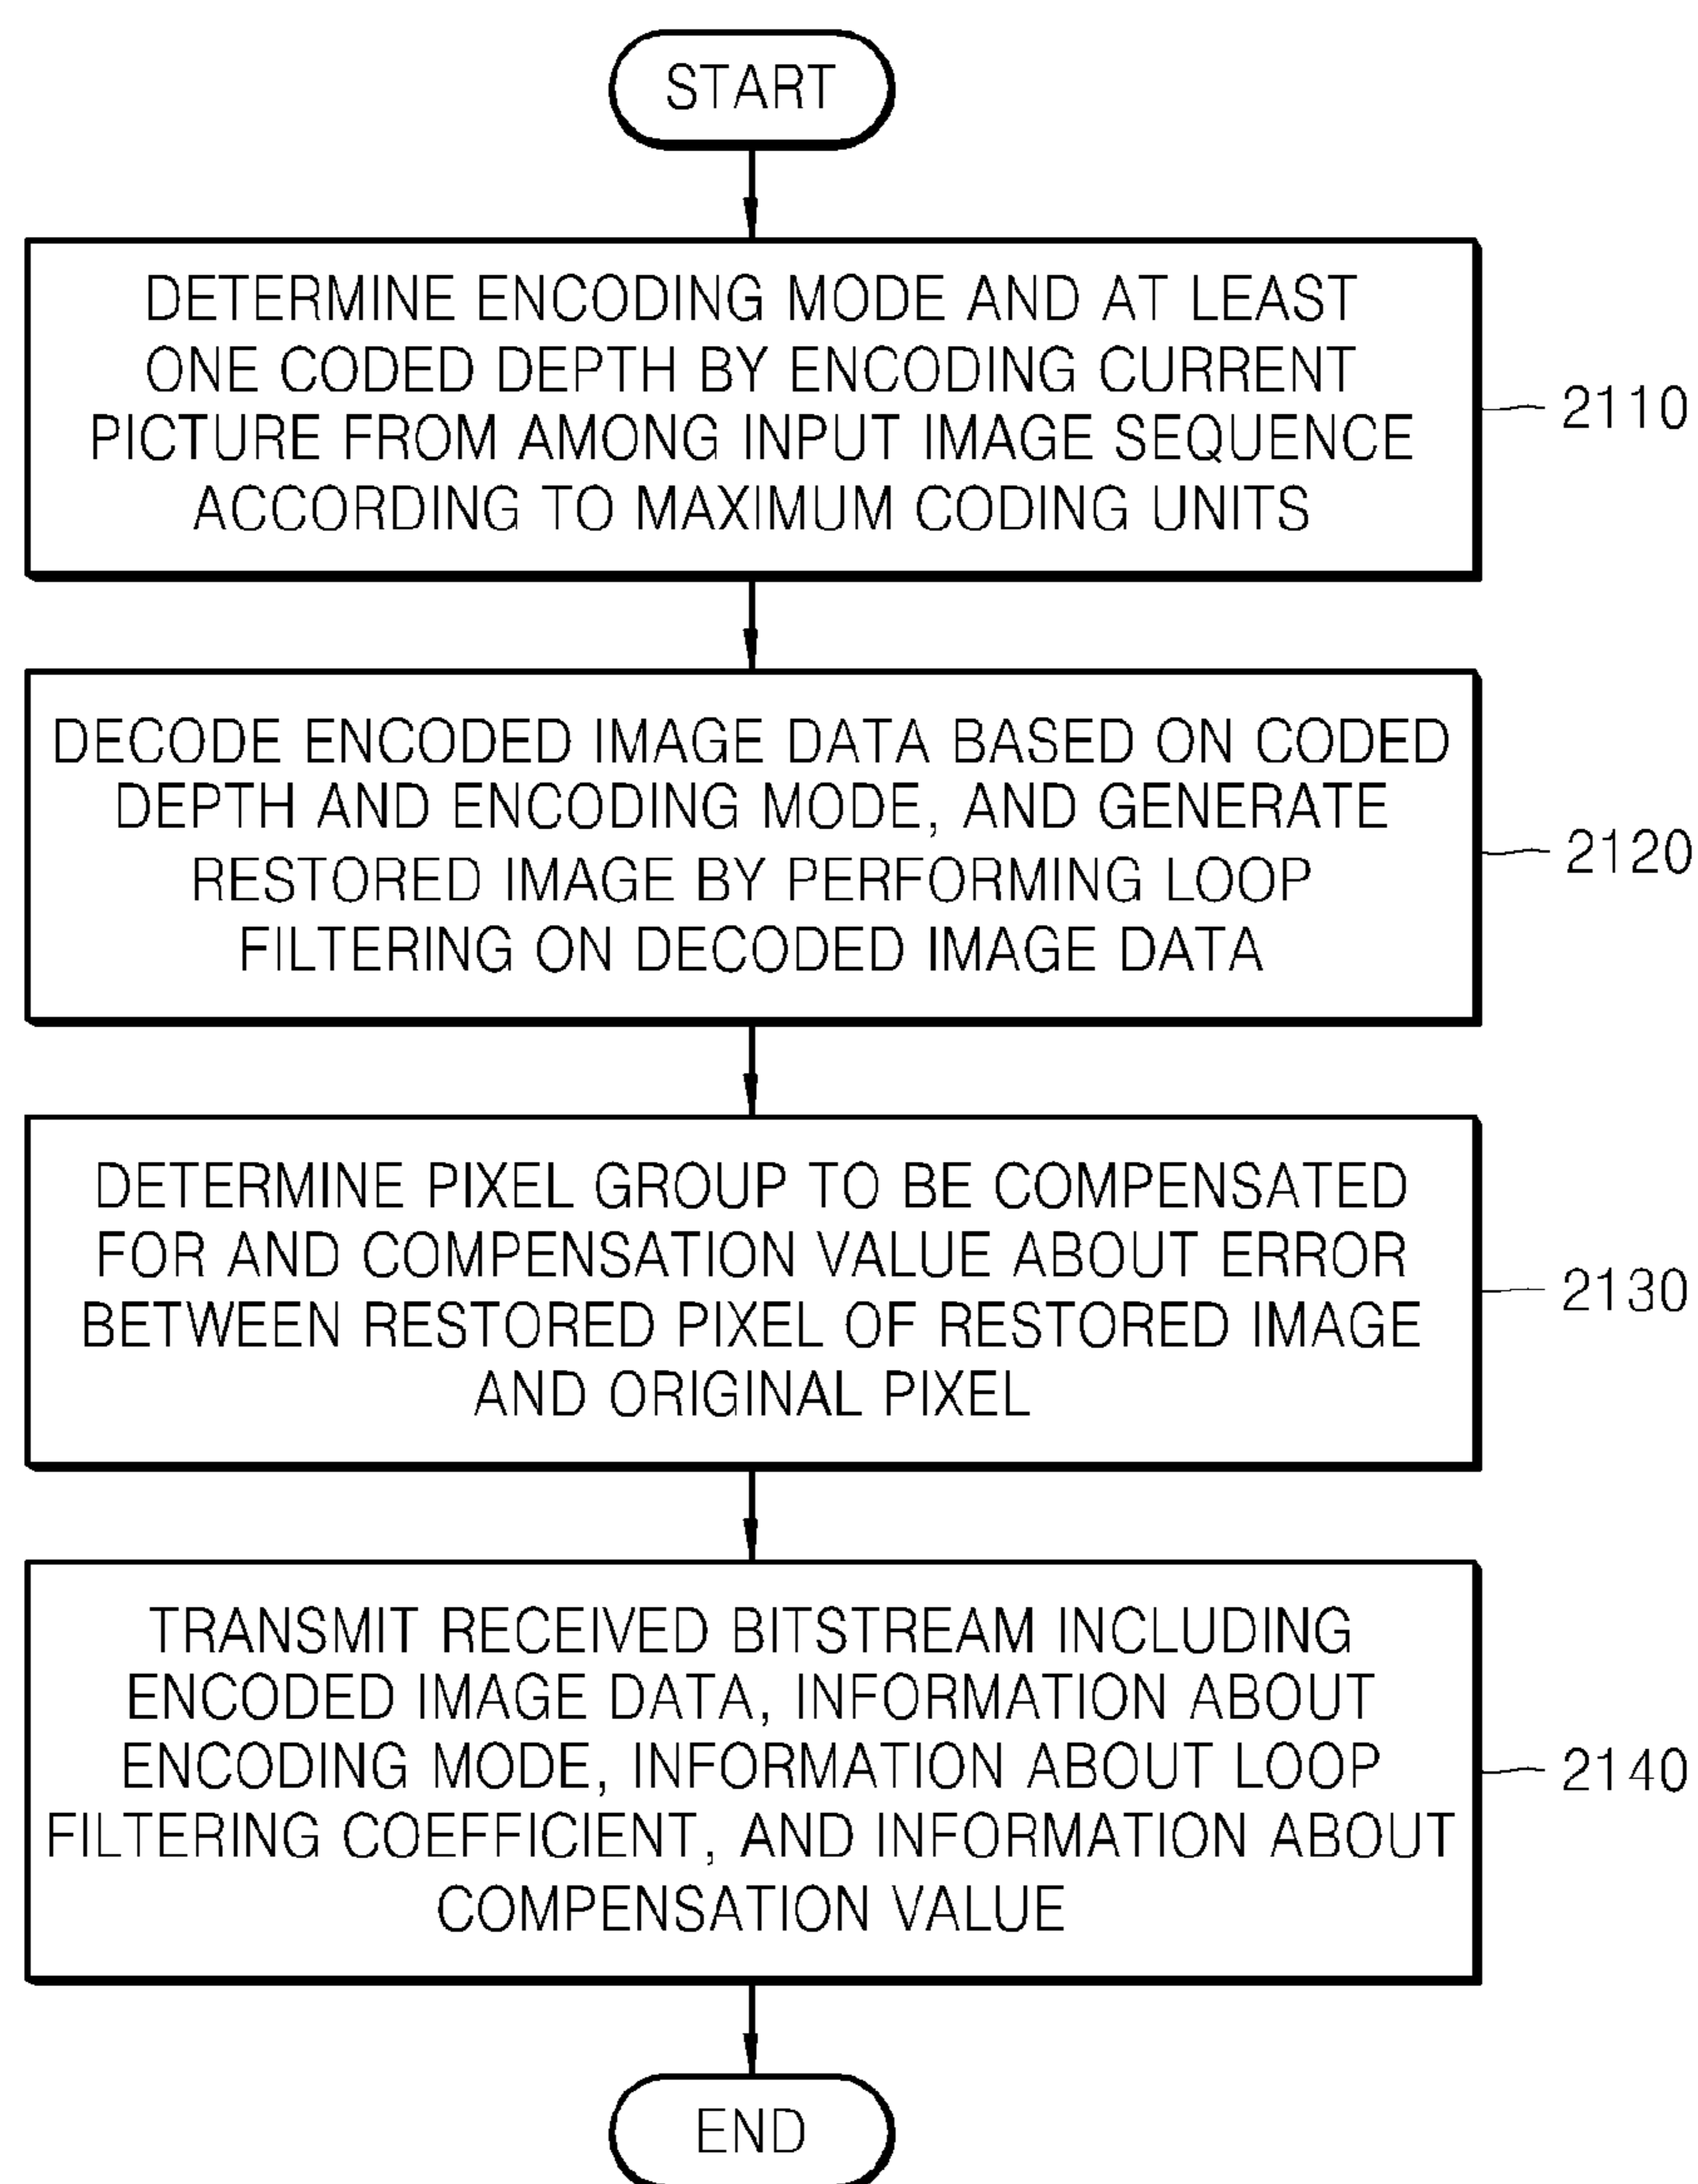 START
DETERMINE ENCODING MODE AND AT LEAST
ONE CODED DEPTH BY ENCODING CURRENT
PICTURE FROM AMONG INPUT IMAGE SEQUENCE
ACCORDING TO MAXIMUM CODING UNITS
2110
DECODE ENCODED IMAGE DATA BASED ON CODED
DEPTH AND ENCODING MODE, AND GENERATE
RESTORED IMAGE BY PERFORMING LOOP
FILTERING ON DECODED IMAGE DATA
2120
DETERMINE PIXEL GROUP TO BE COMPENSATED
FOR AND COMPENSATION VALUE ABOUT ERROR
BETWEEN RESTORED PIXEL OF RESTORED IMAGE
AND ORIGINAL PIXEL
2130
TRANSMIT RECEIVED BITSTREAM INCLUDING
ENCODED IMAGE DATA, INFORMATION ABOUT
ENCODING MODE, INFORMATION ABOUT LOOP
FILTERING COEFFICIENT, AND INFORMATION ABOUT
COMPENSATION VALUE
2140
END